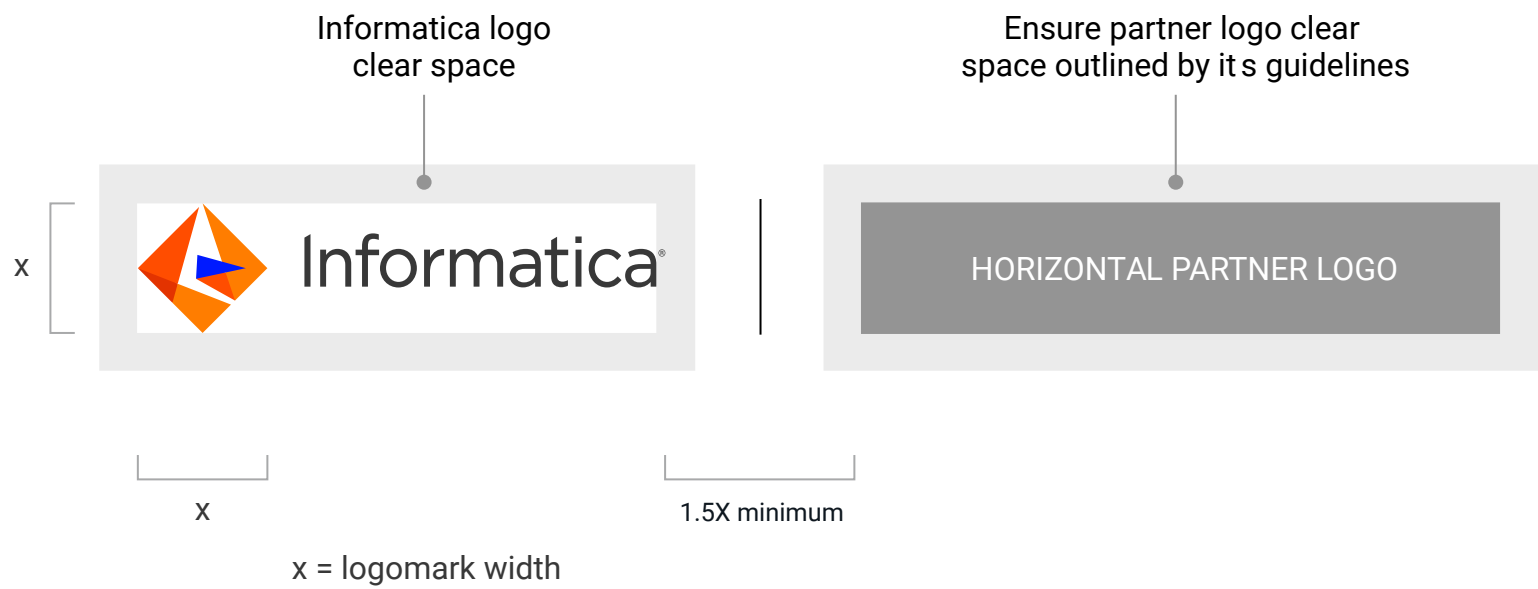 Informatica logo
clear space
Ensure partner logo clear
space outlined by its guidelines
x
Informatica®
HORIZONTAL PARTNER LOGO
x
1.5X minimum
x = logomark width